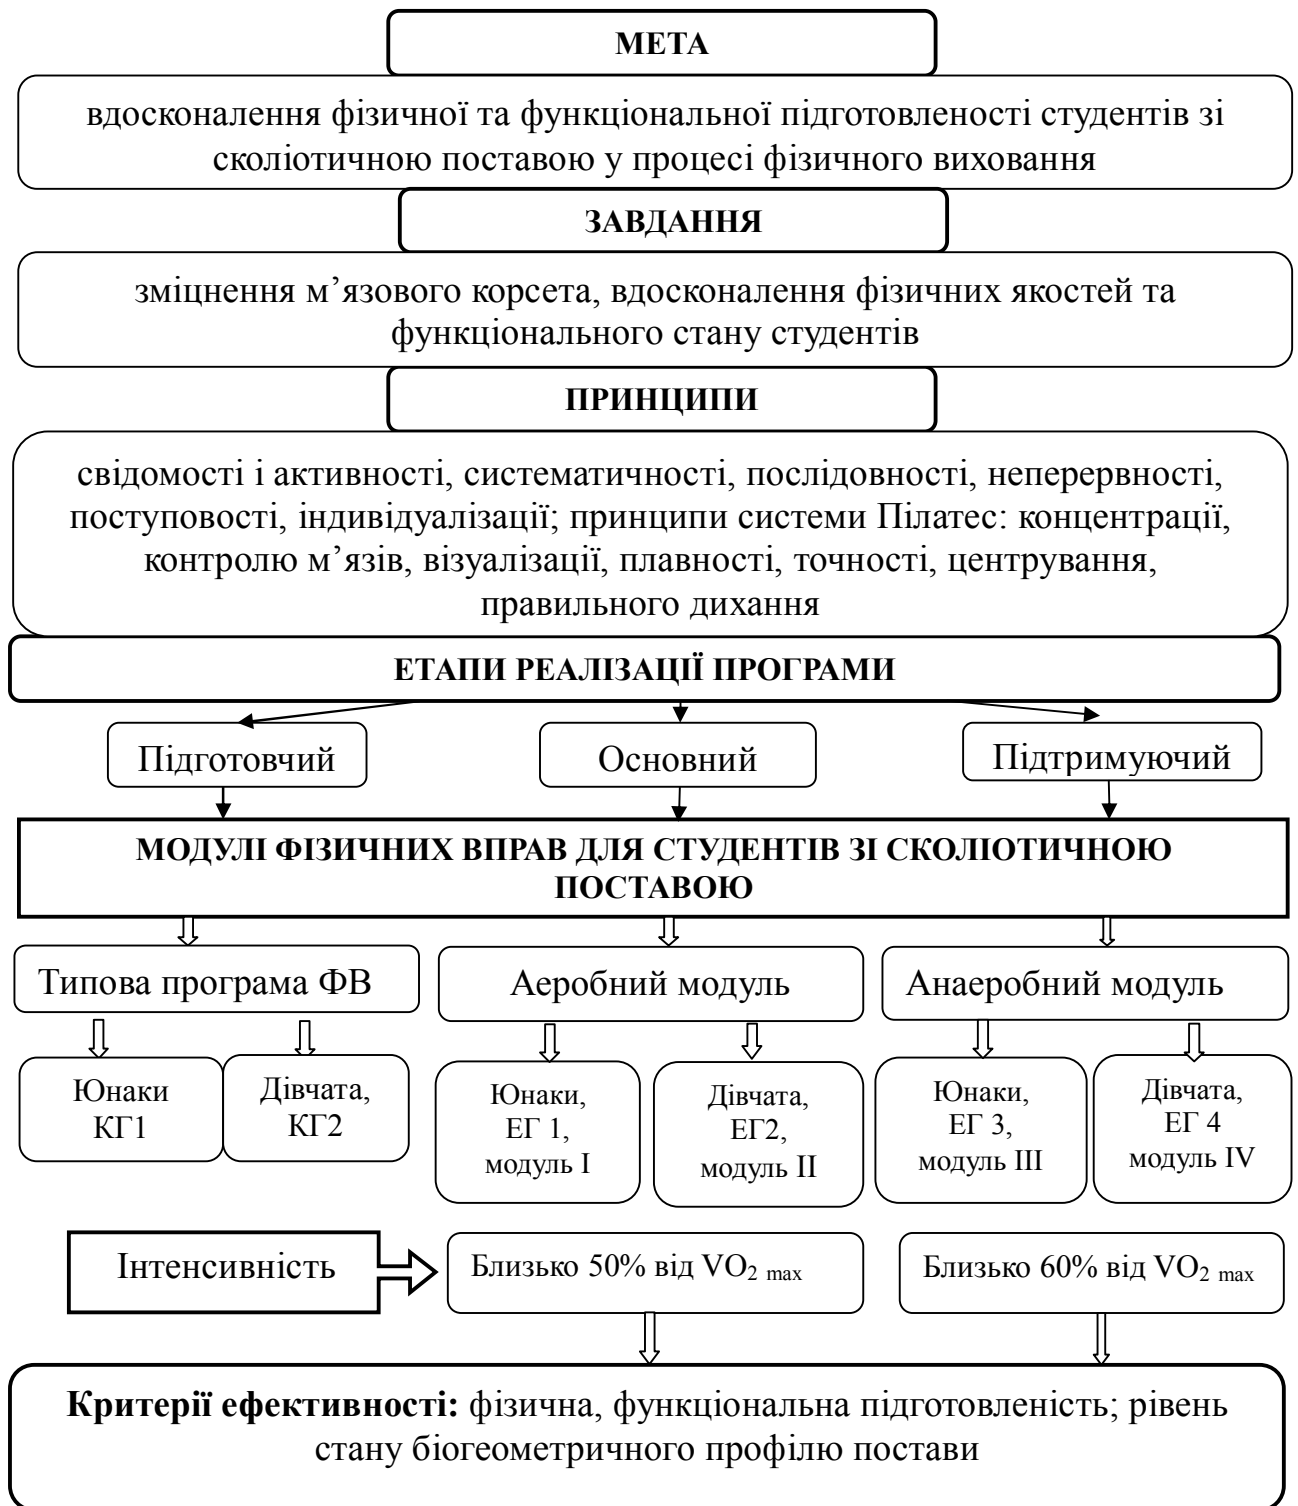 МЕТА
вдосконалення фізичної та функціональної підготовленості студентів зі
сколіотичною поставою у процесі фізичного виховання
ЗАВДАННЯ
зміцнення м’язового корсета, вдосконалення фізичних якостей та
функціонального стану студентів
ПРИНЦИПИ
свідомості і активності, систематичності, послідовності, неперервності,
поступовості, індивідуалізації; принципи системи Пілатес: концентрації,
контролю м’язів, візуалізації, плавності, точності, центрування,
правильного дихання
ЕТАПИ РЕАЛІЗАЦІЇ ПРОГРАМИ
Підготовчий
Основний
Підтримуючий
МОДУЛІ ФІЗИЧНИХ ВПРАВ ДЛЯ СТУДЕНТІВ ЗІ СКОЛІОТИЧНОЮ
ПОСТАВОЮ
Типова програма ФВ
Аеробний модуль
Анаеробний модуль
Юнаки
КГ1
Дівчата,
КГ2
Юнаки,
ЕГ 1,
модуль І
Дівчата,
ЕГ2,
модуль ІІ
Юнаки,
ЕГ 3,
модуль ІІІ
Дівчата,
ЕГ 4
модуль IV
Інтенсивність
Близько 50% від VO₂ max
Близько 60% від VO₂ max
Критерії ефективності: фізична, функціональна підготовленість; рівень
стану біогеометричного профілю постави